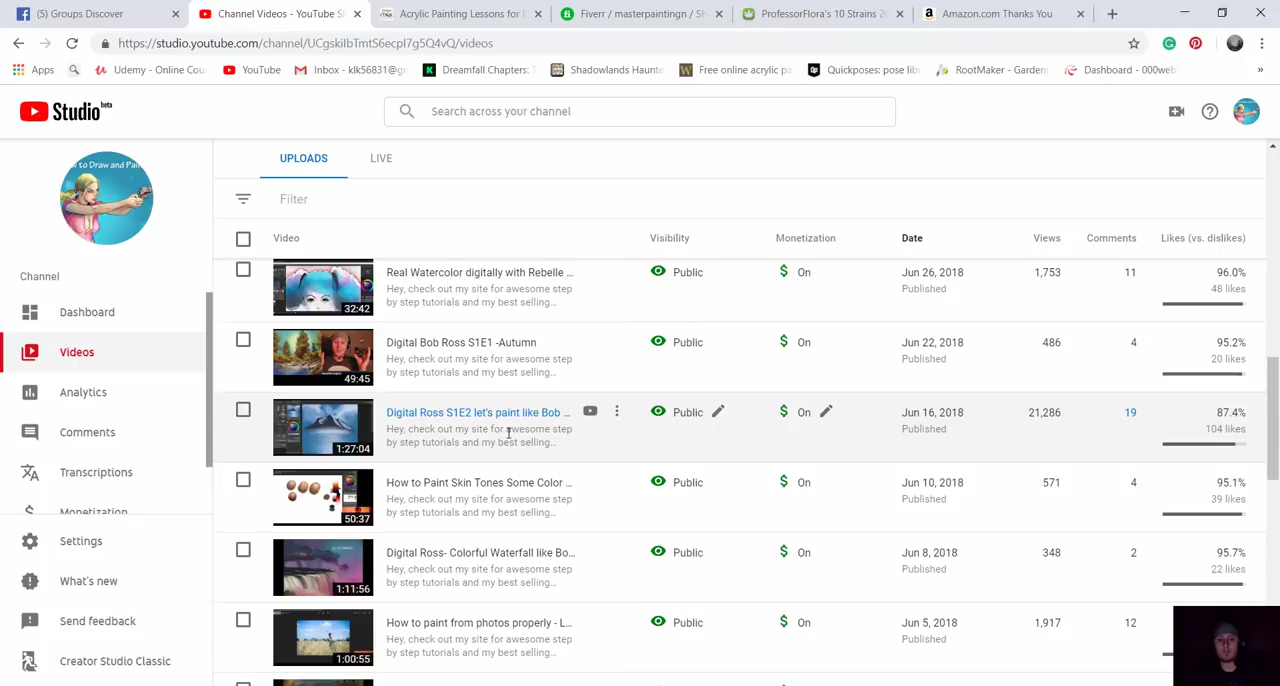 Groups Discover
Channel Videos - YouTube S
Acrylic Painting Lessons for B
Fiverr / masterpaintingn / Sh
ProfessorFlora's 10 Strains 2
Amazon.com Thank You
https://studio.youtube.com/channel/UCgskiIbTmtS6ecpl7g5Q4vQ/videos
Apps
Udemy - Online Cou
YouTube
Inbox - klk56831@g
Dreamfall Chapters:
Shadowlands Haunte
Free online acrylic pa
Quickposes: pose lib
RootMaker - Garden
Dashboard - 000web
Studio beta
Search across your channel
to Draw and Pai
UPLOADS
LIVE
Filter
Video
Visibility
Monetization
Date
Views
Comments
Likes (vs. dislikes)
Channel
Dashboard
Videos
Analytics
Comments
Transcriptions
Monetization
Settings
What's new
Send feedback
Creator Studio Classic
32:42
Real Watercolor digitally with Rebelle ...
Hey, check out my site for awesome step
by step tutorials and my best selling...
Public
On
Jun 26, 2018
Published
1,753
11
96.0%
48 likes
49:45
Digital Bob Ross S1E1 -Autumn
Hey, check out my site for awesome step
by step tutorials and my best selling...
Public
On
Jun 22, 2018
Published
486
4
95.2%
20 likes
1:27:04
Digital Ross S1E2 let's paint like Bob ...
Hey, check out my site for awesome step
by step tutorials and my best selling...
Public
On
Jun 16, 2018
Published
21,286
19
87.4%
104 likes
50:37
How to Paint Skin Tones Some Color ...
Hey, check out my site for awesome step
by step tutorials and my best selling...
Public
On
Jun 10, 2018
Published
571
4
95.1%
39 likes
1:11:56
Digital Ross- Colorful Waterfall like Bo...
Hey, check out my site for awesome step
by step tutorials and my best selling...
Public
On
Jun 8, 2018
Published
348
2
95.7%
22 likes
1:00:55
How to paint from photos properly - L...
Hey, check out my site for awesome step
by step tutorials and my best selling...
Public
On
Jun 5, 2018
Published
1,917
12